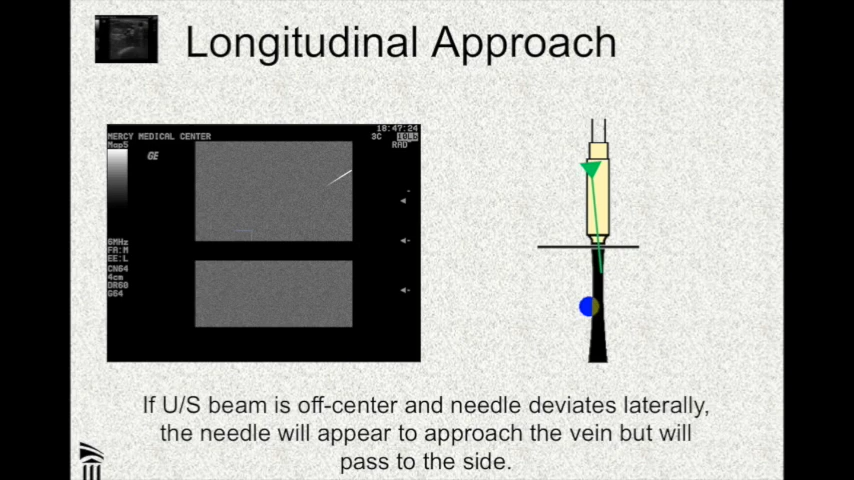 Longitudinal Approach
18:47:24
MERCY MEDICAL CENTER
3C 10Lb
Map5
RAD
GE
6MHz
FA:M
EE:L
CN64
4cm
DR60
G64
If U/S beam is off-center and needle deviates laterally,
the needle will appear to approach the vein but will
pass to the side.